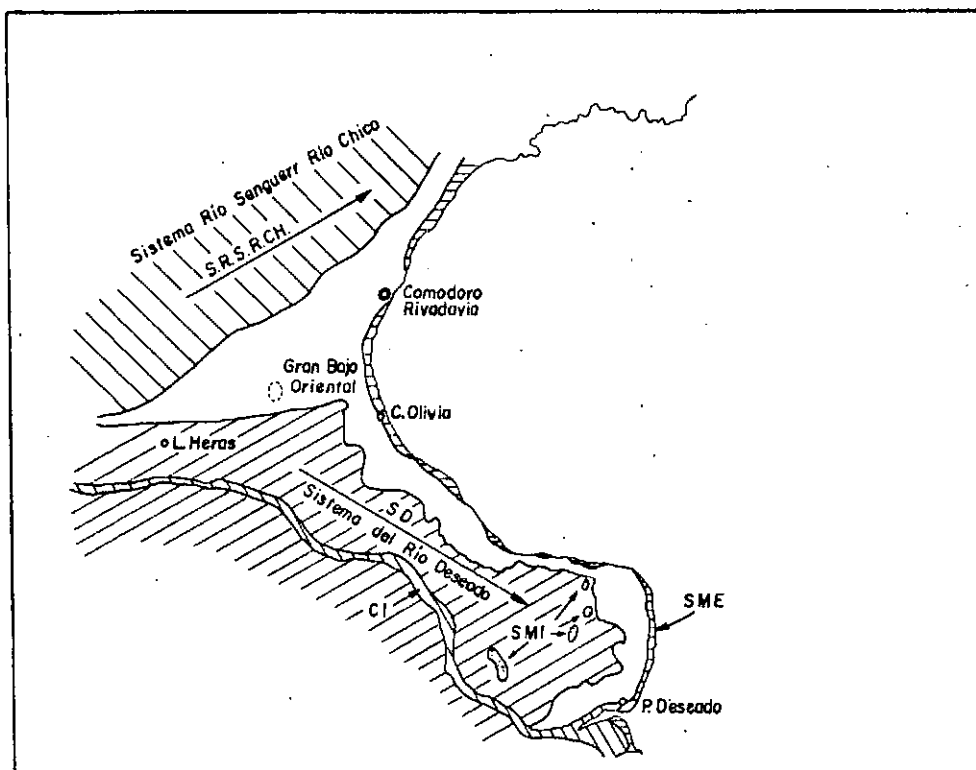 Sistema Río Senguerr Río Chico
S.R.S.R.CH.
Comodoro
Rivadavia
Gran Bajo
Oriental
C. Olivia
L. Heras
S D
Sistema del Río Deseado
C I
SME
SMI
P. Deseado